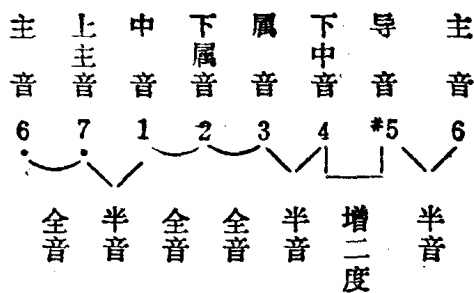 主音 上主音 中音 下属音 属音 下中音 导音 主音
6 7 1 2 3 4 #5 6
全音 半音 全音 全音 半音 增二度 半音